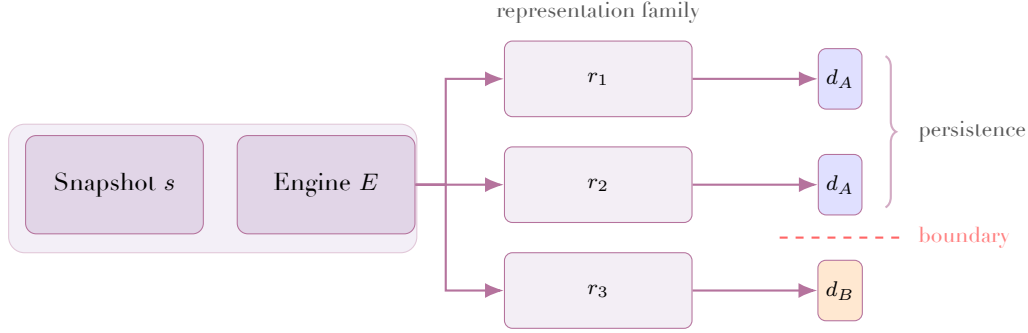 representation family
r₁
d_A
persistence
Snapshot s
Engine E
r₂
d_A
boundary
r₃
d_B